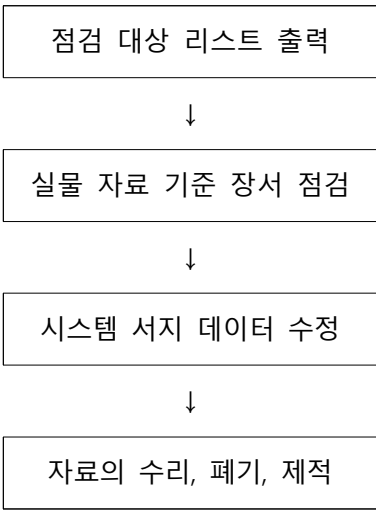 점검 대상 리스트 출력
↓
실물 자료 기준 장서 점검
↓
시스템 서지 데이터 수정
↓
자료의 수리, 폐기, 제적